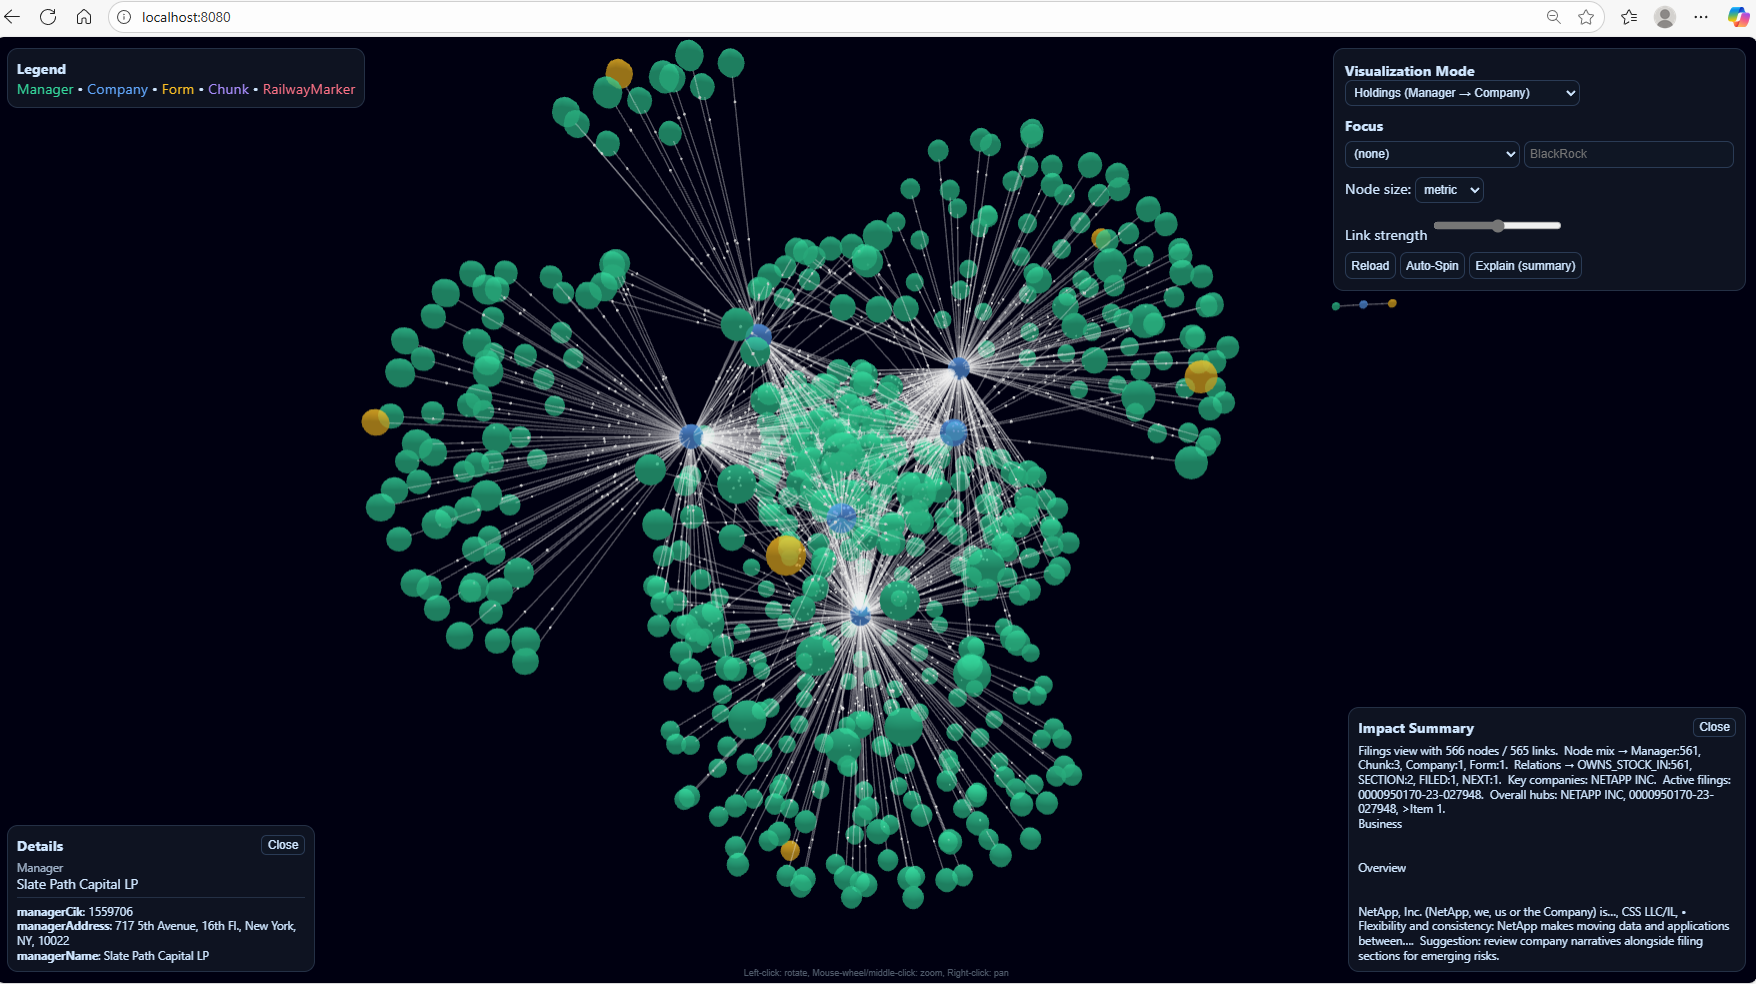 localhost:8080
Legend
Manager • Company • Form • Chunk • RailwayMarker
Visualization Mode
Holdings (Manager → Company)
Focus
(none)
BlackRock
Node size: metric
Link strength
Reload Auto-Spin Explain (summary)
Impact Summary
Close
Filings view with 566 nodes / 565 links. Node mix → Manager:561,
Chunk:3, Company:1, Form:1. Relations → OWNS_STOCK_IN:561,
SECTION:2, FILED:1, NEXT:1. Key companies: NETAPP INC. Active filings:
0000950170-23-027948. Overall hubs: NETAPP INC, 0000950170-23-
027948, >Item 1.
Business
Overview
NetApp, Inc. (NetApp, we, us or the Company) is..., CSS LLC/IL, •
Flexibility and consistency: NetApp makes moving data and applications
between.... Suggestion: review company narratives alongside filing
sections for emerging risks.
Details
Close
Manager
Slate Path Capital LP
managerCik: 1559706
managerAddress: 717 5th Avenue, 16th Fl., New York,
NY, 10022
managerName: Slate Path Capital LP
Left-click: rotate, Mouse-wheel/middle-click: zoom, Right-click: pan